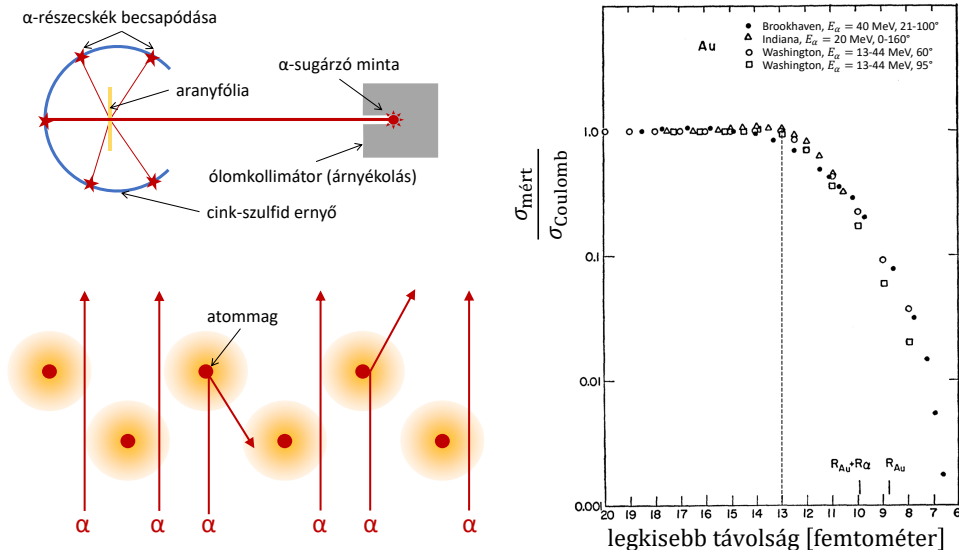 α-részecskék becsapódása
α-sugárzó minta
aranyfólia
ólomkollimátor (árnyékolás)
cink-szulfid ernyő
atommag
α α α α α α
Au
Brookhaven, Eα = 40 MeV, 21-100°
Indiana, Eα = 20 MeV, 0-160°
Washington, Eα = 13-44 MeV, 60°
Washington, Eα = 13-44 MeV, 95°
σmért
σCoulomb
1.0
0.1
0.01
0.001
RAu+Rα RAu
20 19 18 17 16 15 14 13 12 11 10 9 8 7 6
legkisebb távolság [femtométer]